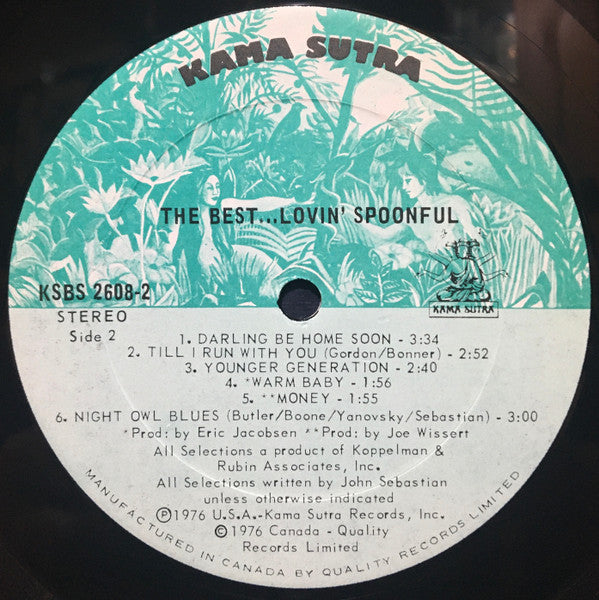 KAMA SUTRA
THE BEST...LOVIN' SPOONFUL
KSBS 2608-2
KAMA SUTRA
STEREO
Side 2
1. DARLING BE HOME SOON - 3:34
2. TILL I RUN WITH YOU (Gordon/Bonner) - 2:52
3. YOUNGER GENERATION - 2:40
4. *WARM BABY - 1:56
5. **MONEY - 1:55
6. NIGHT OWL BLUES (Butler/Boone/Yanovsky/Sebastian) - 3:00
*Prod: by Eric Jacobsen **Prod: by Joe Wissert
All Selections a product of Koppelman &
Rubin Associates, Inc.
All Selections written by John Sebastian
unless otherwise indicated
℗1976 U.S.A.-Kama Sutra Records, Inc.
©1976 Canada - Quality
Records Limited
MANUFACTURED IN CANADA BY QUALITY RECORDS LIMITED